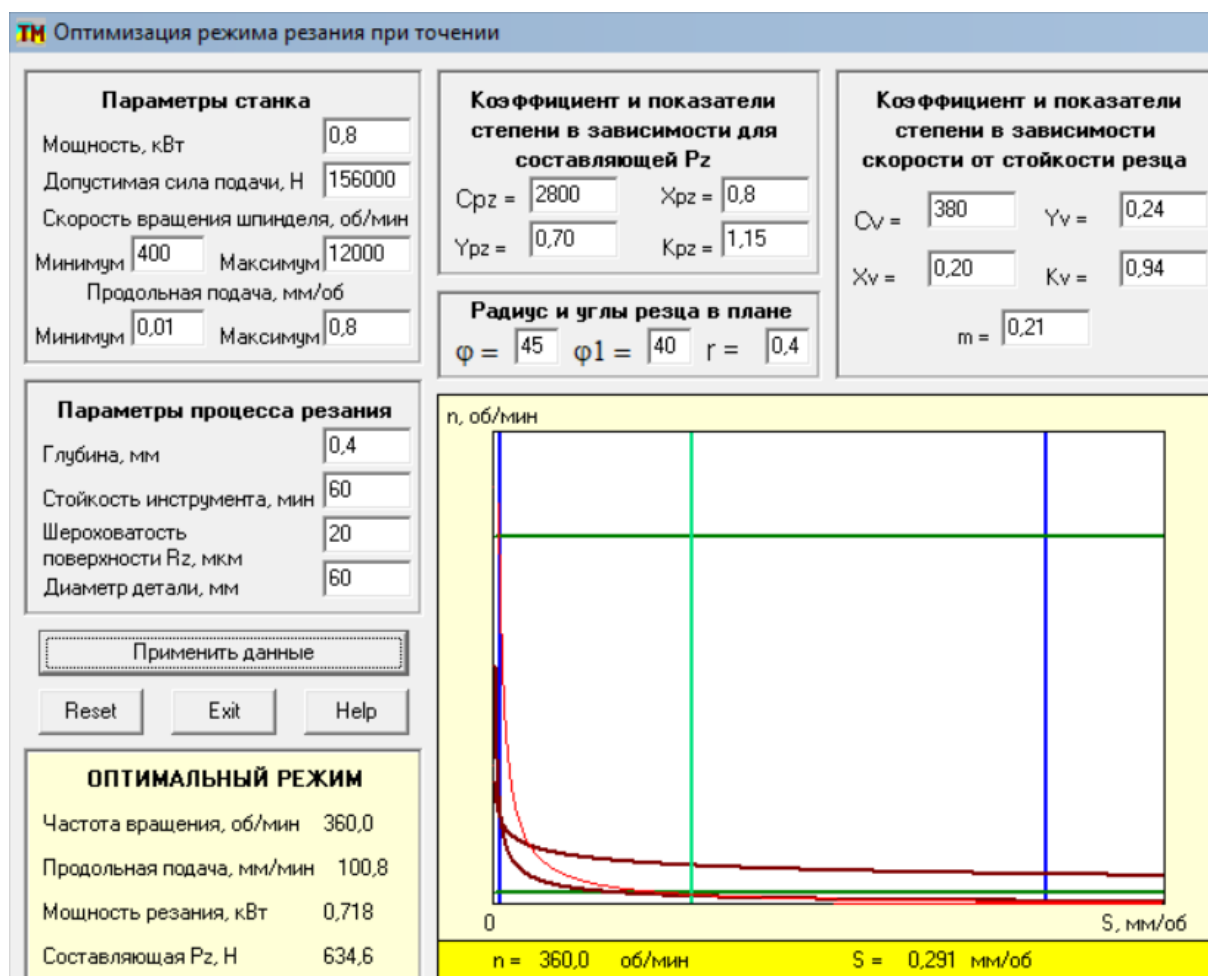 ТМ Оптимизация режима резания при точении
Параметры станка
Мощность, кВт 0,8
Допустимая сила подачи, Н 156000
Скорость вращения шпинделя, об/мин
Минимум 400 Максимум 12000
Продольная подача, мм/об
Минимум 0,01 Максимум 0,8
Коэффициент и показатели
степени в зависимости для
составляющей Pz
Cpz = 2800 Xpz = 0,8
Ypz = 0,70 Kpz = 1,15
Радиус и углы резца в плане
φ = 45 φ1 = 40 r = 0,4
Коэффициент и показатели
степени в зависимости
скорости от стойкости резца
Cv = 380 Yv = 0,24
Xv = 0,20 Kv = 0,94
m = 0,21
Параметры процесса резания
Глубина, мм 0,4
Стойкость инструмента, мин 60
Шероховатость
поверхности Rz, мкм 20
Диаметр детали, мм 60
Применить данные
Reset Exit Help
ОПТИМАЛЬНЫЙ РЕЖИМ
Частота вращения, об/мин 360,0
Продольная подача, мм/мин 100,8
Мощность резания, кВт 0,718
Составляющая Pz, Н 634,6
n, об/мин
0 S, мм/об
n = 360,0 об/мин S = 0,291 мм/об